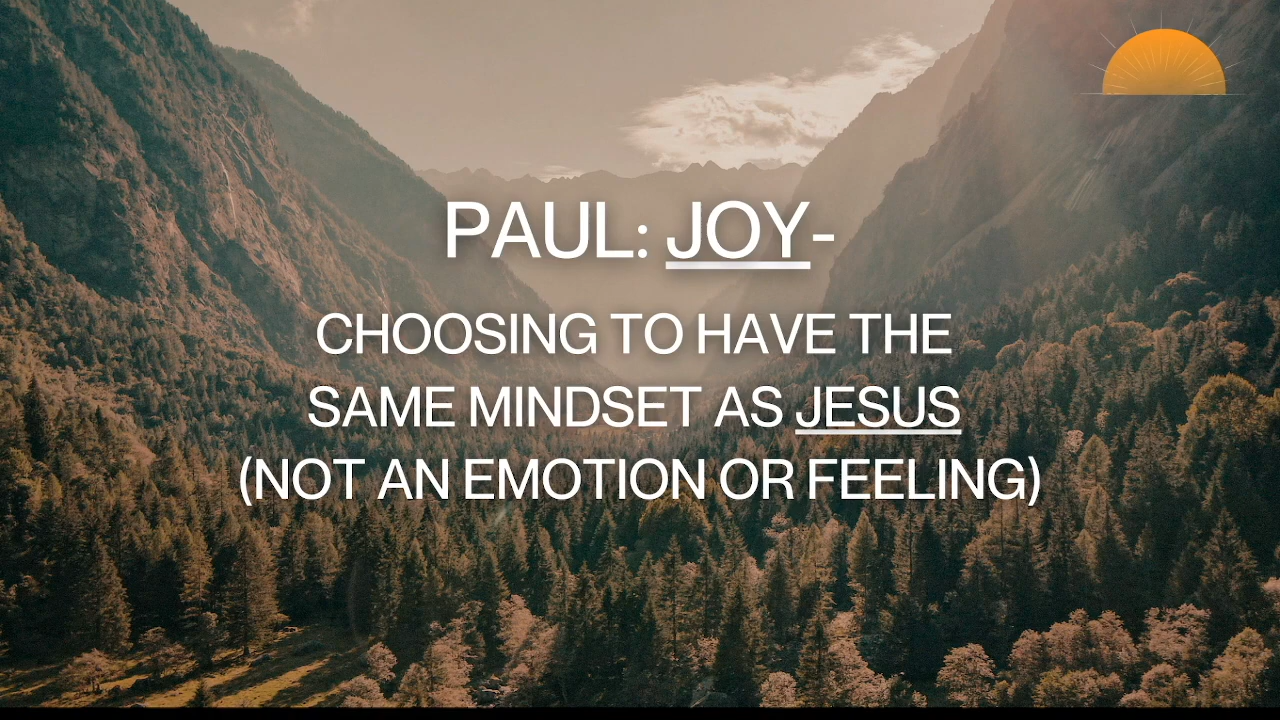 PAUL: JOY-
CHOOSING TO HAVE THE
SAME MINDSET AS JESUS
(NOT AN EMOTION OR FEELING)